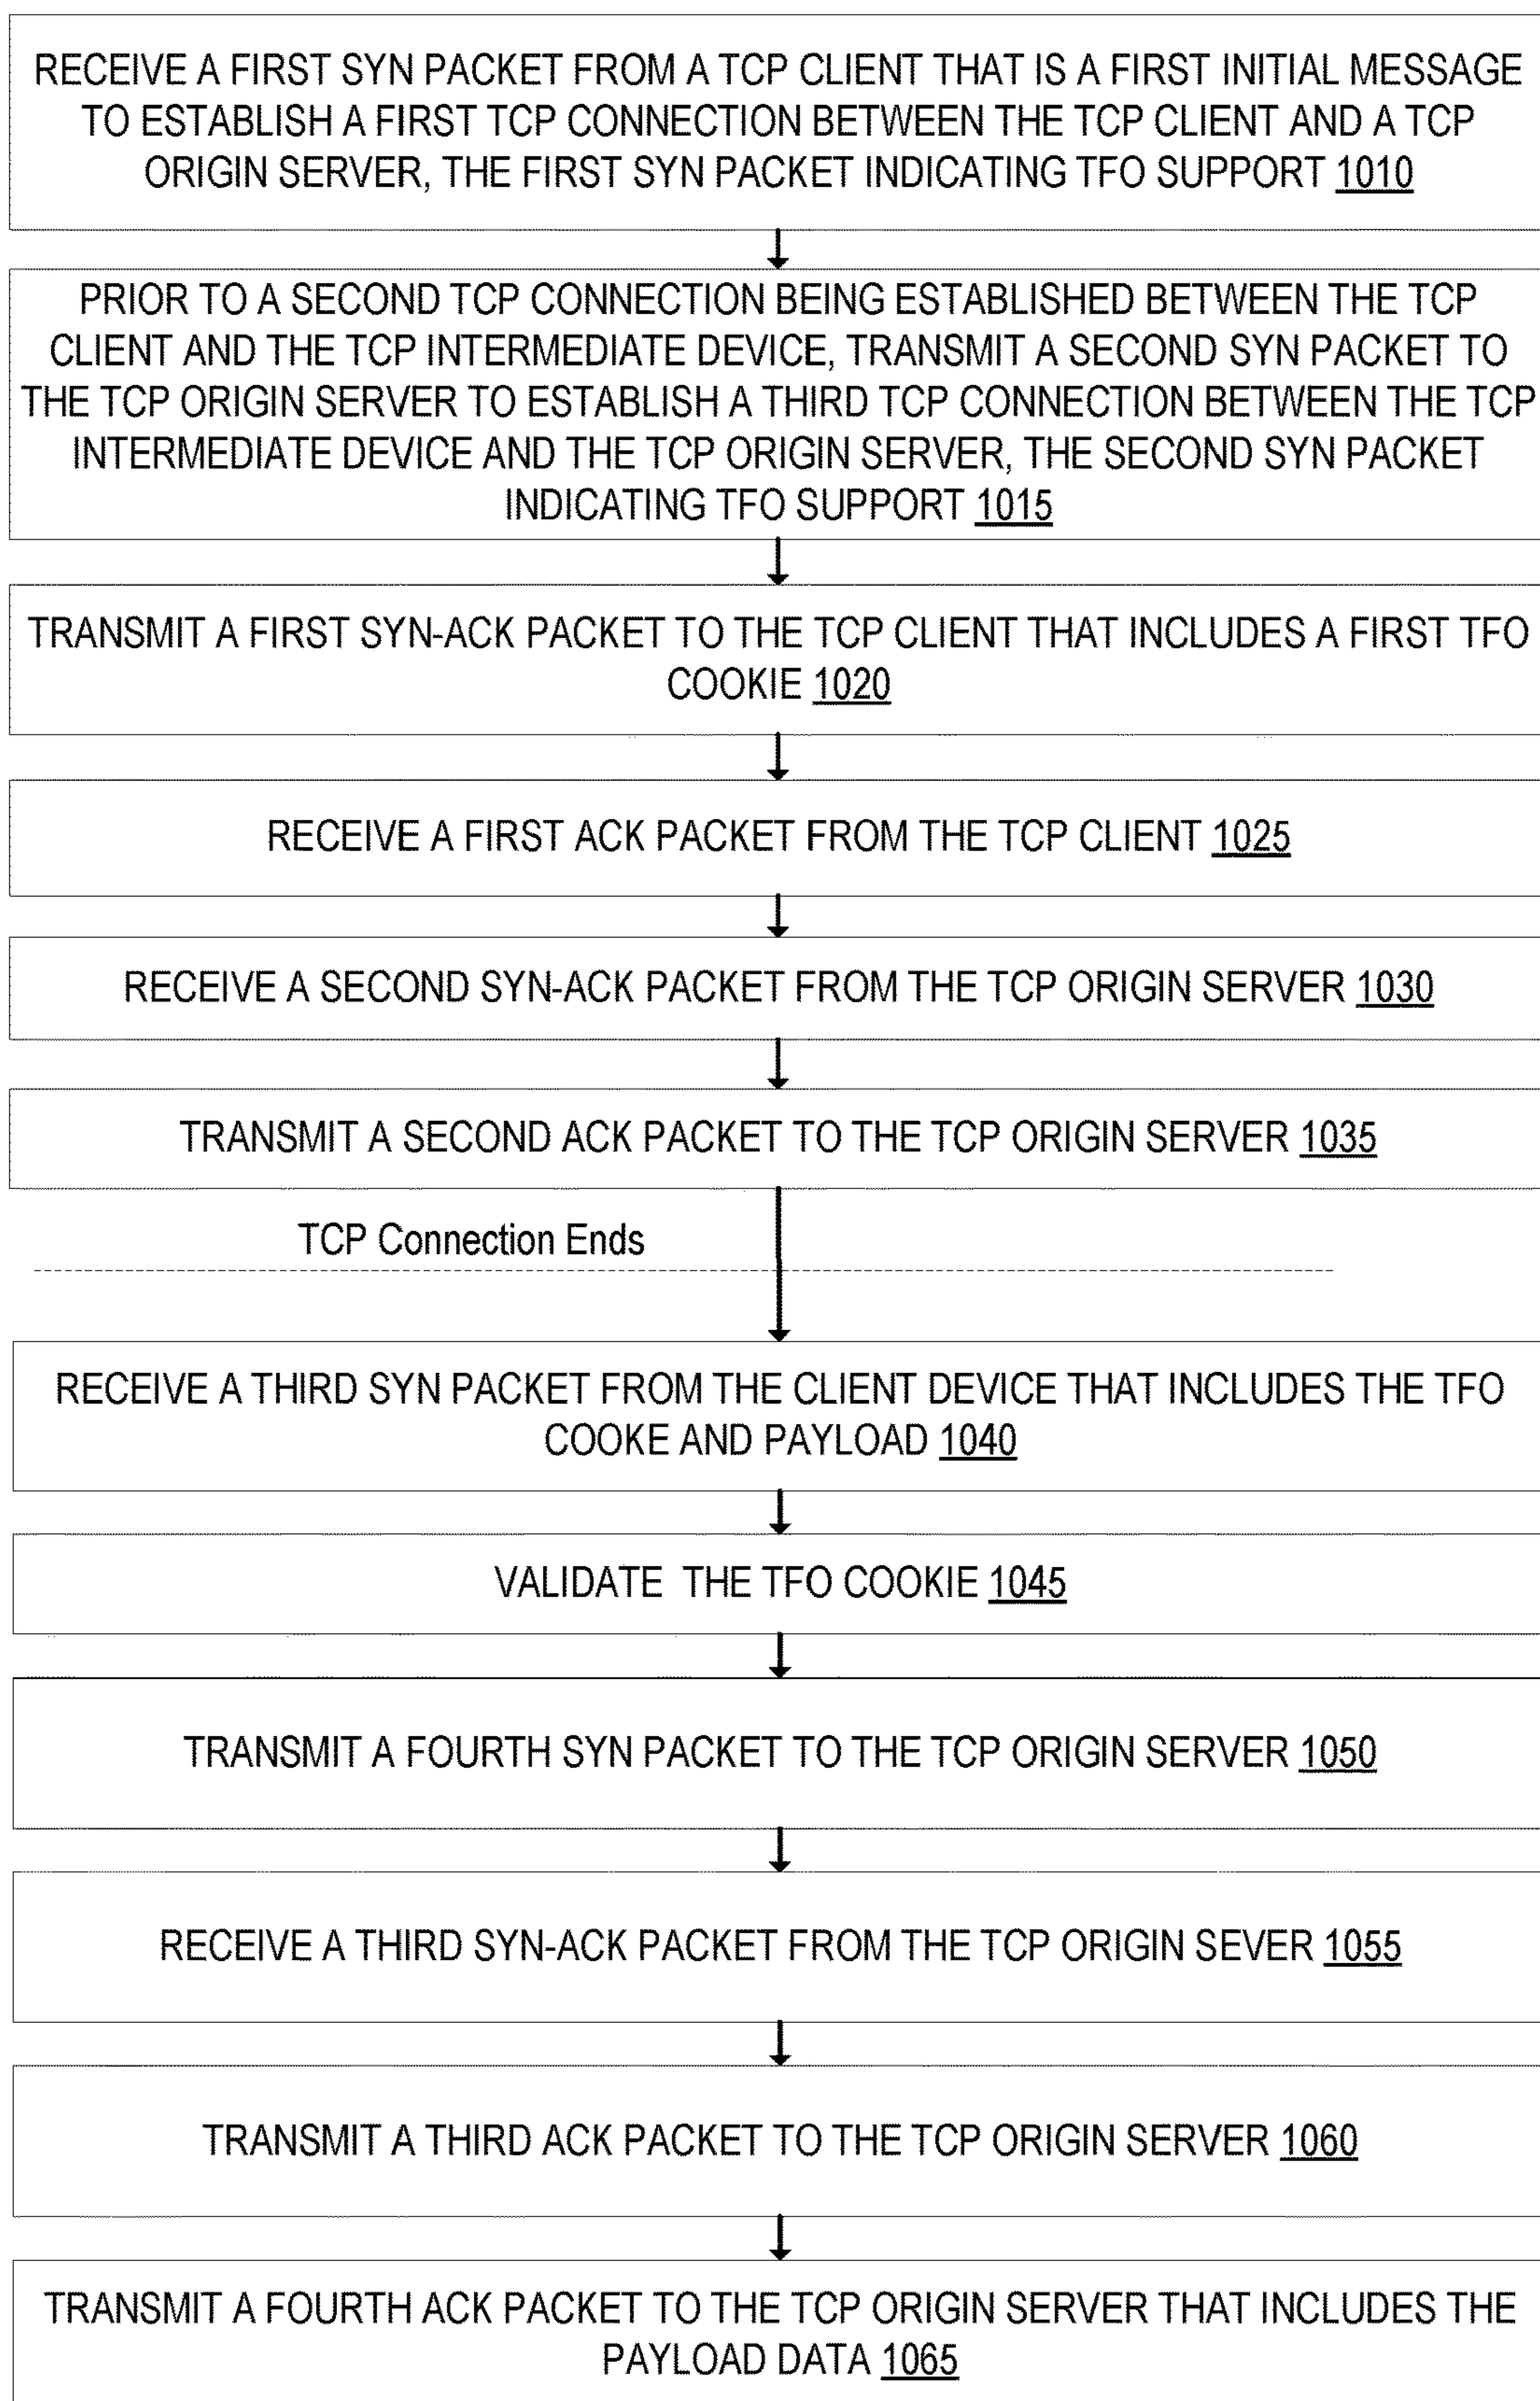 RECEIVE A FIRST SYN PACKET FROM A TCP CLIENT THAT IS A FIRST INITIAL MESSAGE
TO ESTABLISH A FIRST TCP CONNECTION BETWEEN THE TCP CLIENT AND A TCP
ORIGIN SERVER, THE FIRST SYN PACKET INDICATING TFO SUPPORT 1010
PRIOR TO A SECOND TCP CONNECTION BEING ESTABLISHED BETWEEN THE TCP
CLIENT AND THE TCP INTERMEDIATE DEVICE, TRANSMIT A SECOND SYN PACKET TO
THE TCP ORIGIN SERVER TO ESTABLISH A THIRD TCP CONNECTION BETWEEN THE TCP
INTERMEDIATE DEVICE AND THE TCP ORIGIN SERVER, THE SECOND SYN PACKET
INDICATING TFO SUPPORT 1015
TRANSMIT A FIRST SYN-ACK PACKET TO THE TCP CLIENT THAT INCLUDES A FIRST TFO
COOKIE 1020
RECEIVE A FIRST ACK PACKET FROM THE TCP CLIENT 1025
RECEIVE A SECOND SYN-ACK PACKET FROM THE TCP ORIGIN SERVER 1030
TRANSMIT A SECOND ACK PACKET TO THE TCP ORIGIN SERVER 1035
TCP Connection Ends
RECEIVE A THIRD SYN PACKET FROM THE CLIENT DEVICE THAT INCLUDES THE TFO
COOKE AND PAYLOAD 1040
VALIDATE THE TFO COOKIE 1045
TRANSMIT A FOURTH SYN PACKET TO THE TCP ORIGIN SERVER 1050
RECEIVE A THIRD SYN-ACK PACKET FROM THE TCP ORIGIN SEVER 1055
TRANSMIT A THIRD ACK PACKET TO THE TCP ORIGIN SERVER 1060
TRANSMIT A FOURTH ACK PACKET TO THE TCP ORIGIN SERVER THAT INCLUDES THE
PAYLOAD DATA 1065